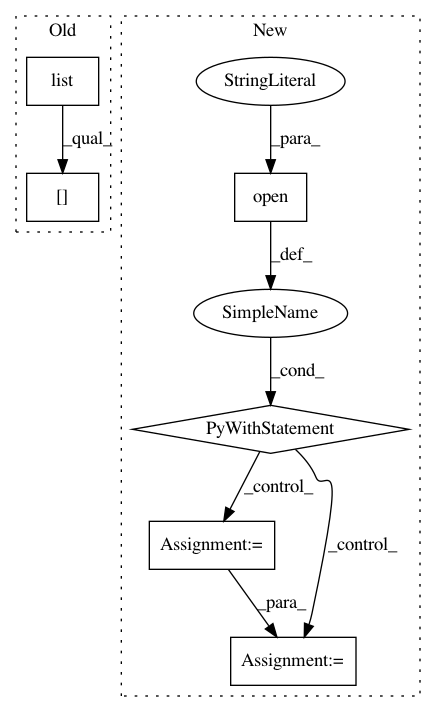 Old
New
list
StringLiteral
_qual_
_para_
[]
open
_def_
SimpleName
_cond_
PyWithStatement
_control_
_control_
Assignment:=
_para_
Assignment:=